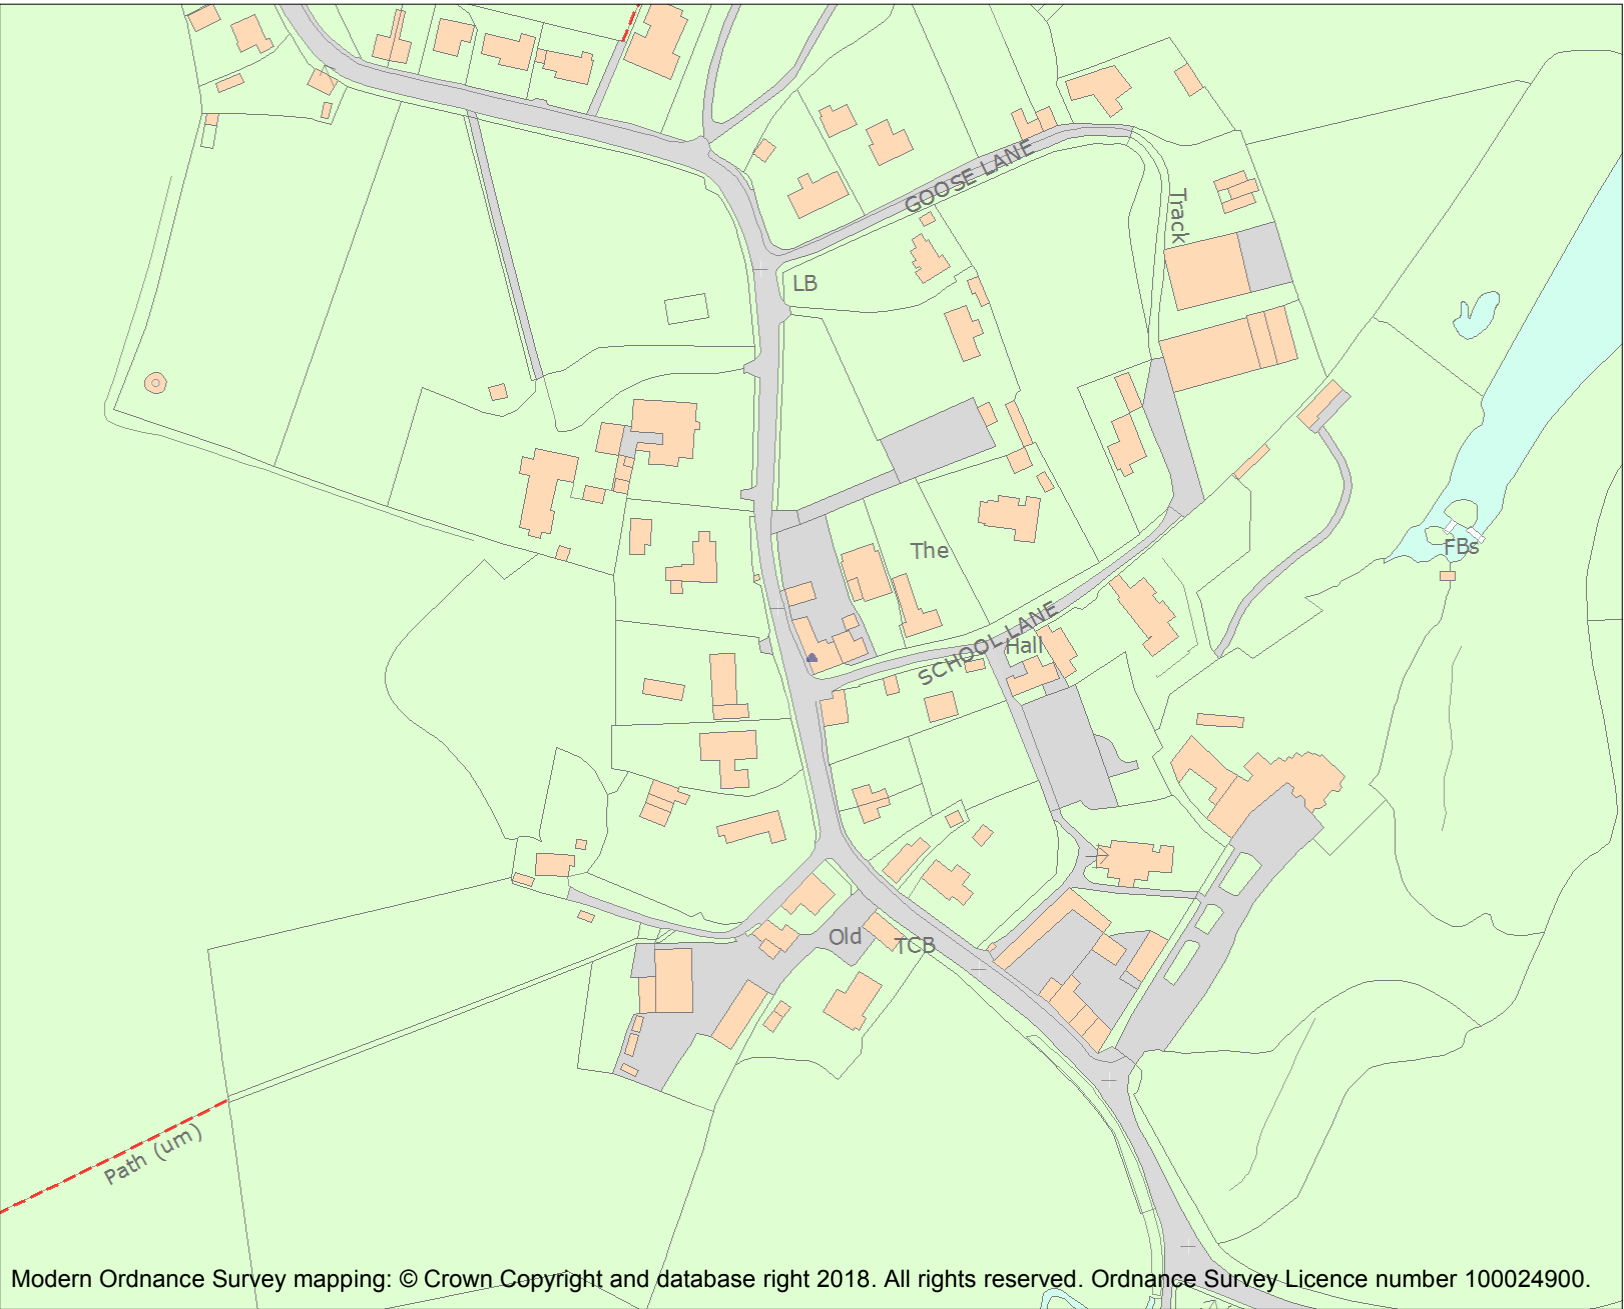 GOOSE LANE
Track
LB
The
FBs
SCHOOL LANE
Hall
Old
TCB
Path (um)
Modern Ordnance Survey mapping: © Crown Copyright and database right 2018. All rights reserved. Ordnance Survey Licence number 100024900.